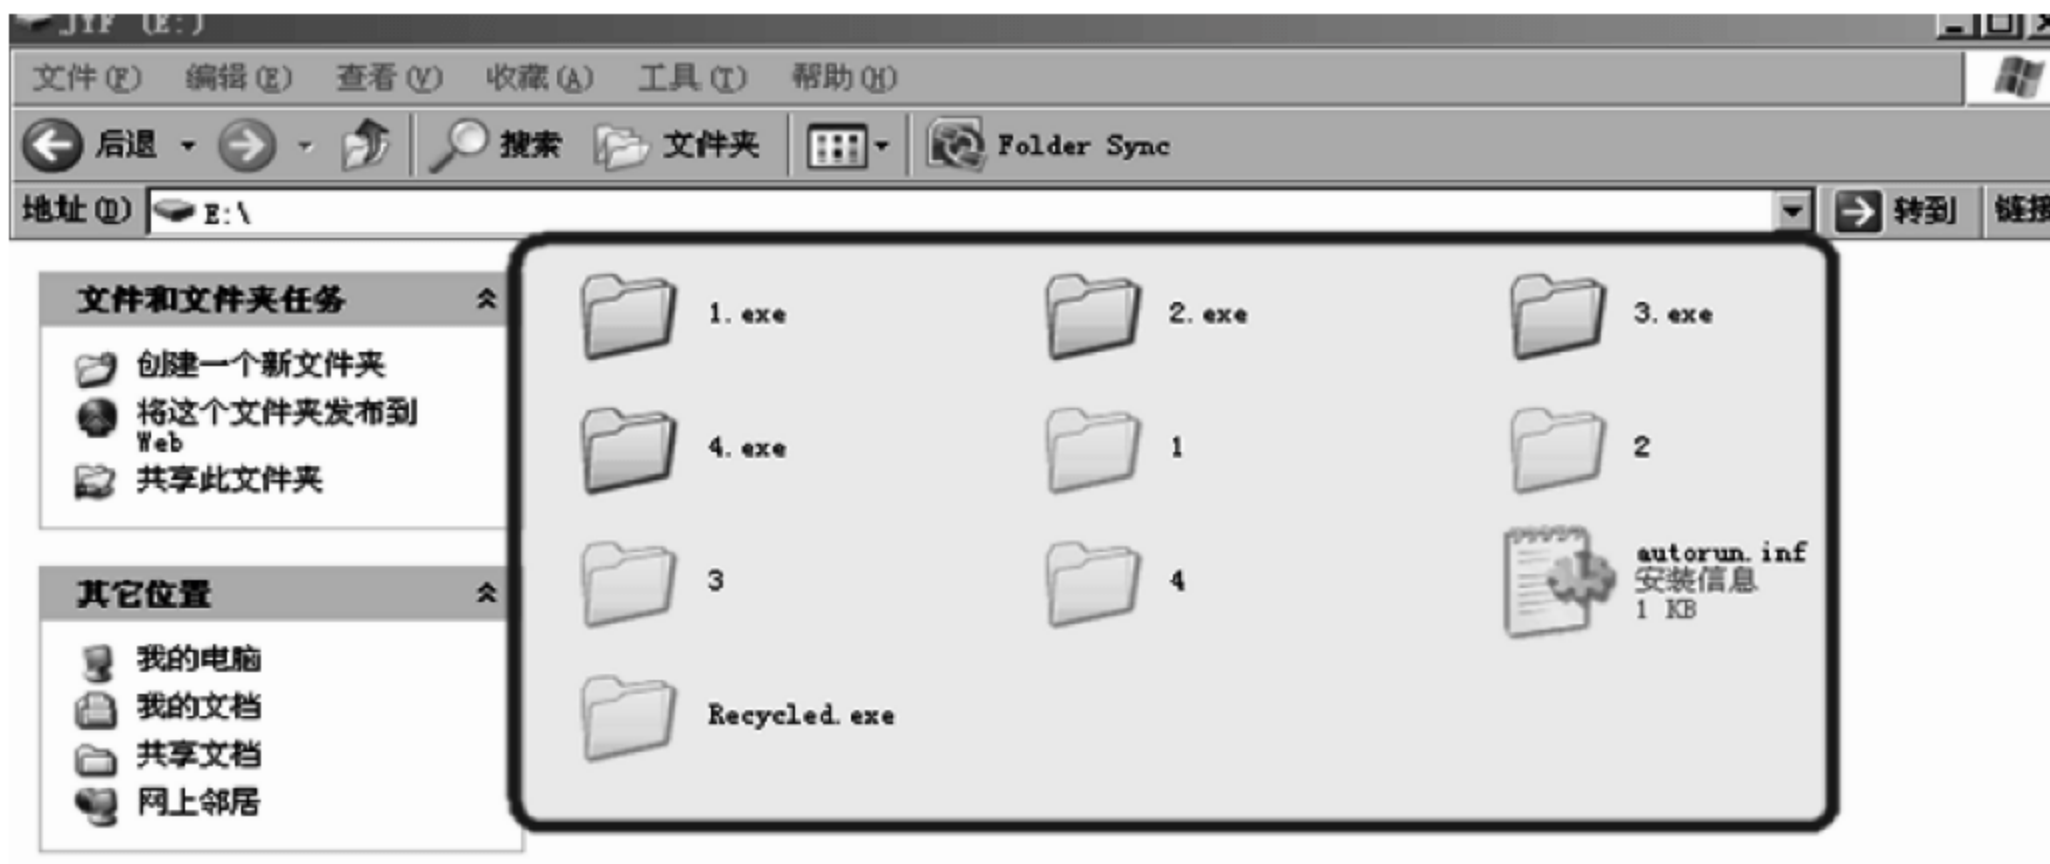 JYF (E:)
文件(F) 编辑(E) 查看(V) 收藏(A) 工具(T) 帮助(H)
后退 搜索 文件夹 Folder Sync
地址(D) E:\ 转到 链接
文件和文件夹任务
创建一个新文件夹
将这个文件夹发布到
Web
共享此文件夹
其它位置
我的电脑
我的文档
共享文档
网上邻居
1.exe 2.exe 3.exe
4.exe 1 2
3 4 autorun.inf
安装信息
1 KB
Recycled.exe